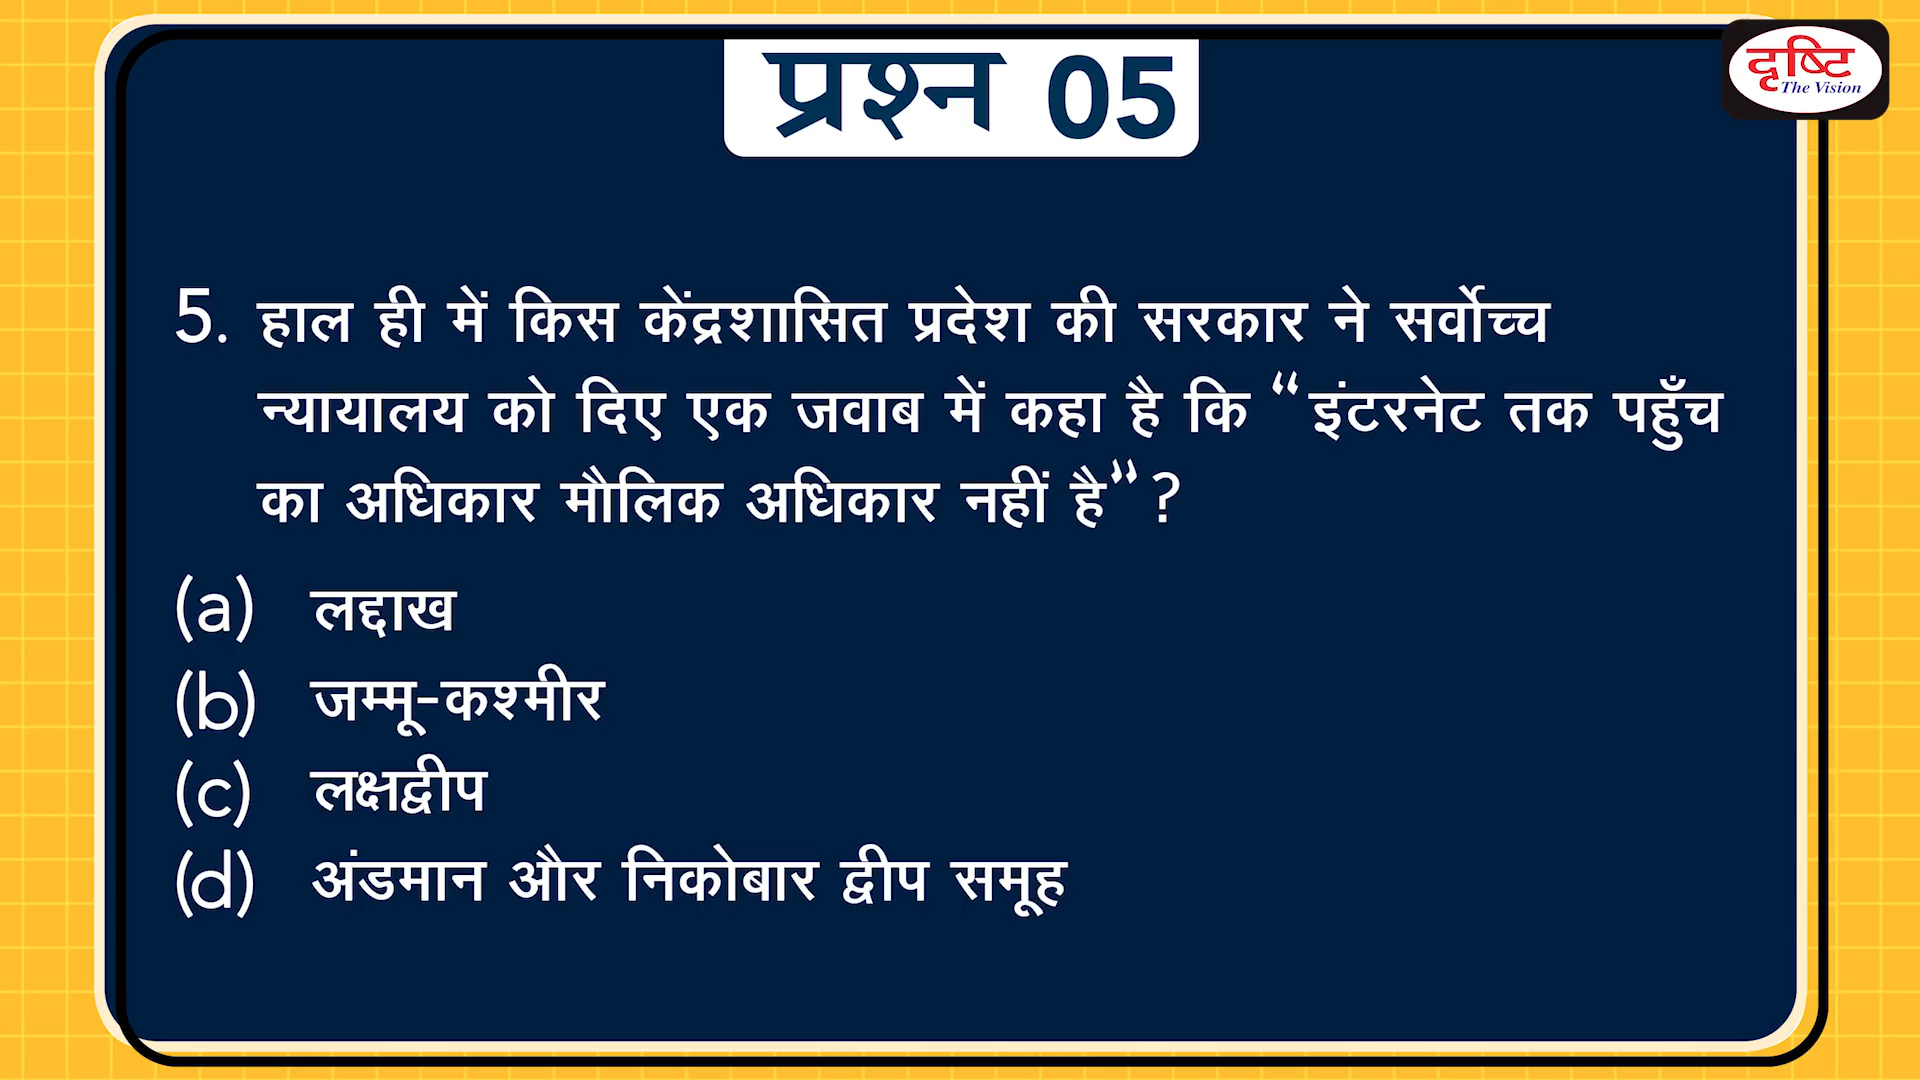 प्रश्न 05
दृष्टि
The Vision
5. हाल ही में किस केंद्रशासित प्रदेश की सरकार ने सर्वोच्च
न्यायालय को दिए एक जवाब में कहा है कि “इंटरनेट तक पहुँच
का अधिकार मौलिक अधिकार नहीं है”?
(a) लद्दाख
(b) जम्मू-कश्मीर
(c) लक्षद्वीप
(d) अंडमान और निकोबार द्वीप समूह